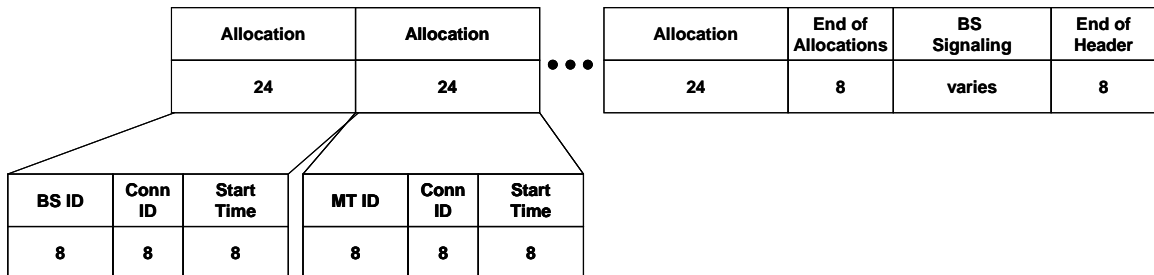 Allocation Allocation Allocation End of Allocations BS Signaling End of Header
24 24 ••• 24 8 varies 8
BS ID Conn ID Start Time MT ID Conn ID Start Time
8 8 8 8 8 8